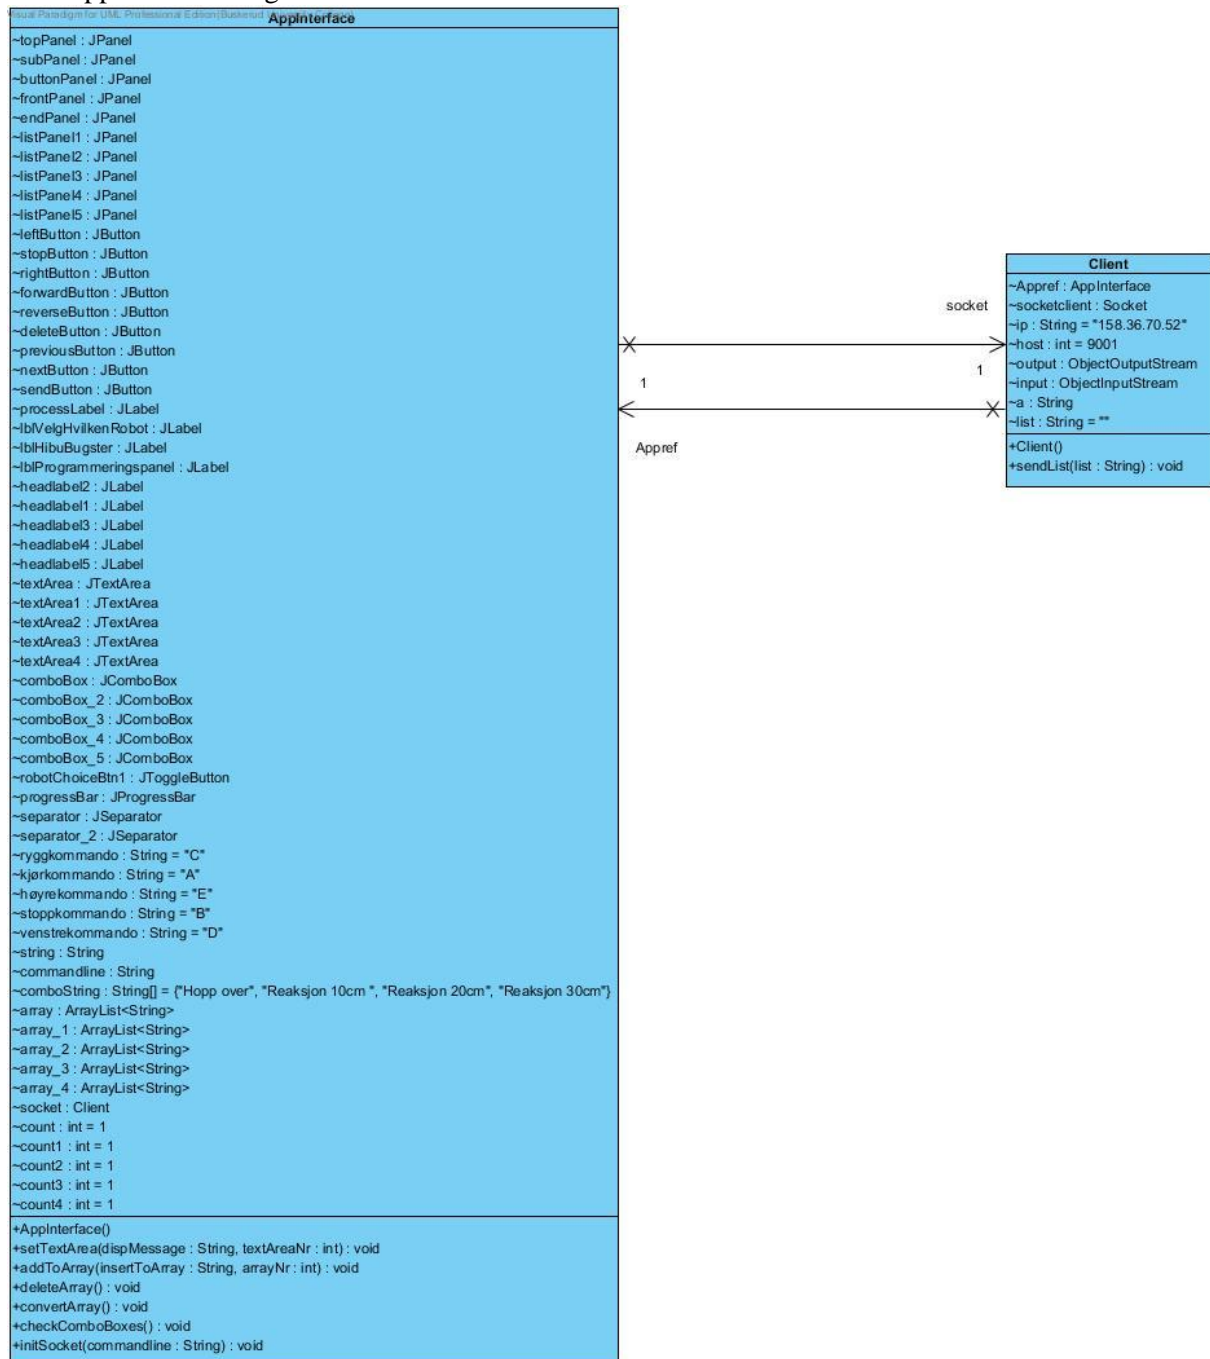 Visual Paradigm for UML Professional Edition(Buskerud
AppInterface
~topPanel : JPanel
~subPanel : JPanel
~buttonPanel : JPanel
~frontPanel : JPanel
~endPanel : JPanel
~listPanel1 : JPanel
~listPanel2 : JPanel
~listPanel3 : JPanel
~listPanel4 : JPanel
~listPanel5 : JPanel
~leftButton : JButton
~stopButton : JButton
~rightButton : JButton
~forwardButton : JButton
~reverseButton : JButton
~deleteButton : JButton
~previousButton : JButton
~nextButton : JButton
~sendButton : JButton
~processLabel : JLabel
~lblVelgHvilkenRobot : JLabel
~lblHibuBugster : JLabel
~lblProgrammeringspanel : JLabel
~headlabel2 : JLabel
~headlabel1 : JLabel
~headlabel3 : JLabel
~headlabel4 : JLabel
~headlabel5 : JLabel
~textArea : JTextArea
~textArea1 : JTextArea
~textArea2 : JTextArea
~textArea3 : JTextArea
~textArea4 : JTextArea
~comboBox : JComboBox
~comboBox_2 : JComboBox
~comboBox_3 : JComboBox
~comboBox_4 : JComboBox
~comboBox_5 : JComboBox
~robotChoiceBtn1 : JToggleButton
~progressBar : JProgressBar
~separator : JSeparator
~separator_2 : JSeparator
~ryggkommando : String = "C"
~kjørkommando : String = "A"
~høyrekommando : String = "E"
~stoppkommando : String = "B"
~venstrekommando : String = "D"
~string : String
~commandline : String
~comboString : String[] = {"Hopp over", "Reaksjon 10cm ", "Reaksjon 20cm", "Reaksjon 30cm"}
~array : ArrayList<String>
~array_1 : ArrayList<String>
~array_2 : ArrayList<String>
~array_3 : ArrayList<String>
~array_4 : ArrayList<String>
~socket : Client
~count : int = 1
~count1 : int = 1
~count2 : int = 1
~count3 : int = 1
~count4 : int = 1
+AppInterface()
+setTextArea(dispMessage : String, textAreaNr : int) : void
+addToArray(insertToArray : String, arrayNr : int) : void
+deleteArray() : void
+convertArray() : void
+checkComboBoxes() : void
+initSocket(commandline : String) : void
socket
1
1
Appref
Client
~Appref : AppInterface
~socketclient : Socket
~ip : String = "158.36.70.52"
~host : int = 9001
~output : ObjectOutputStream
~input : ObjectInputStream
~a : String
~list : String = ""
+Client()
+sendList(list : String) : void